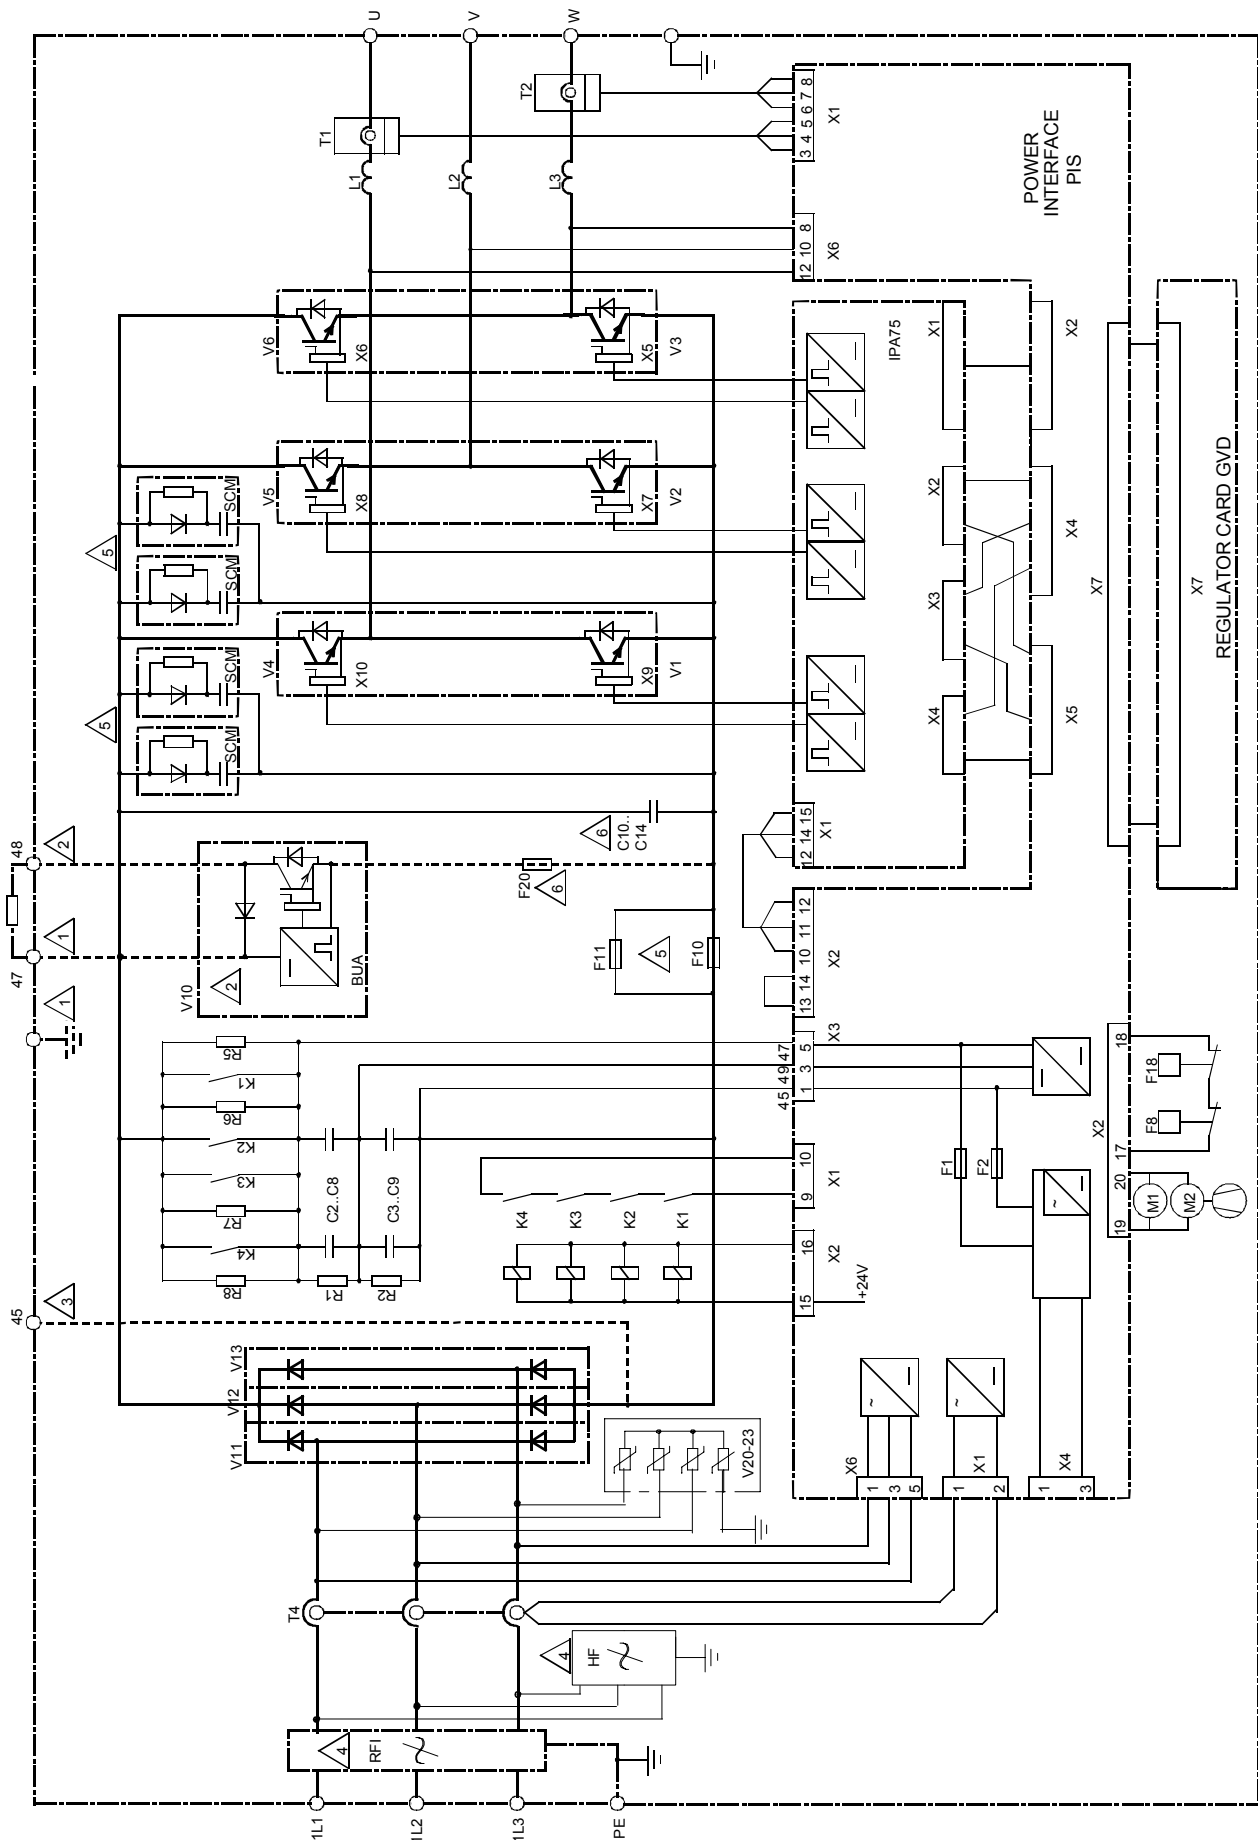 U
V
W
T1
T2
L1
L2
L3
3 4 5 6 7 8
X1
POWER
INTERFACE
PIS
12 10 8
X6
V6
X6
X5
V3
IPA75
X1
X2
V5
X8
X7
V2
X2
X4
X3
V4
X10
X9
V1
X4
X5
SCM
SCM
SCM
SCM
5
5
X7
X7
REGULATOR CARD GVD
12 14 15
X1
6
C10..
C14
48
2
47
1
1
V10
2
BUA
F20
6
F11
5
F10
13 14 10 11 12
X2
45 49 47
1 3 5
X3
R5
K1
R6
K2
K3
R7
K4
R8
C2..C8
C3..C9
R1
R2
K4
K3
K2
K1
9 10
X1
15 16
X2
+24V
F1
F2
~
18
F18
F8
X2
17
20
19
M1
M2
45
3
V13
V12
V11
V20-23
~
~
X6
1 3 5
X1
1 2
X4
1 3
T4
4
HF
4
RFI
1L1
1L2
1L3
PE